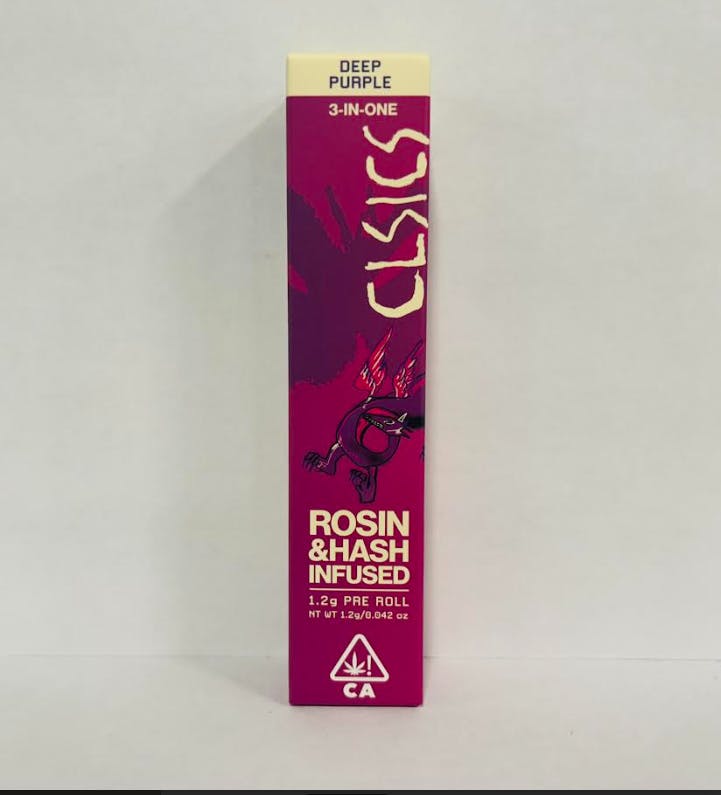 DEEP
PURPLE
3-IN-ONE
CLSICS
ROSIN
&HASH
INFUSED
1.2g PRE ROLL
NT WT 1.2g/0.042 oz
CA